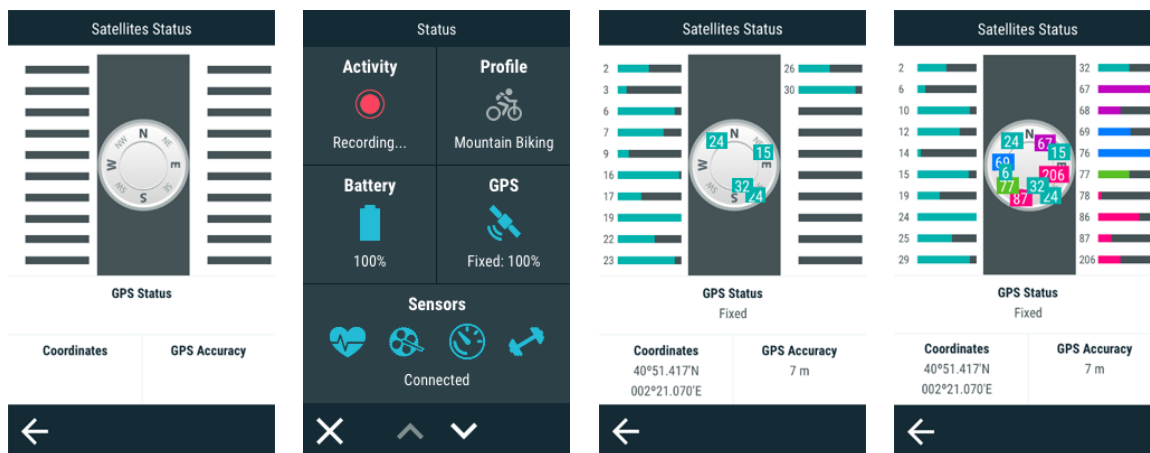 Satellites Status
N
NE
E
SE
S
SW
W
NW
GPS Status
Coordinates
GPS Accuracy
Status
Activity
Profile
Recording...
Mountain Biking
Battery
GPS
100%
Fixed: 100%
Sensors
Connected
Satellites Status
2
3
6
7
9
16
17
19
22
23
26
30
N
24
15
W
32
S
24
GPS Status
Fixed
Coordinates
GPS Accuracy
40º51.417'N
7 m
002º21.070'E
Satellites Status
2
6
10
12
14
15
19
24
25
29
32
67
68
69
76
77
78
86
87
206
N
24
67
15
69
6
206
77
32
87
24
GPS Status
Fixed
Coordinates
GPS Accuracy
40º51.417'N
7 m
002º21.070'E